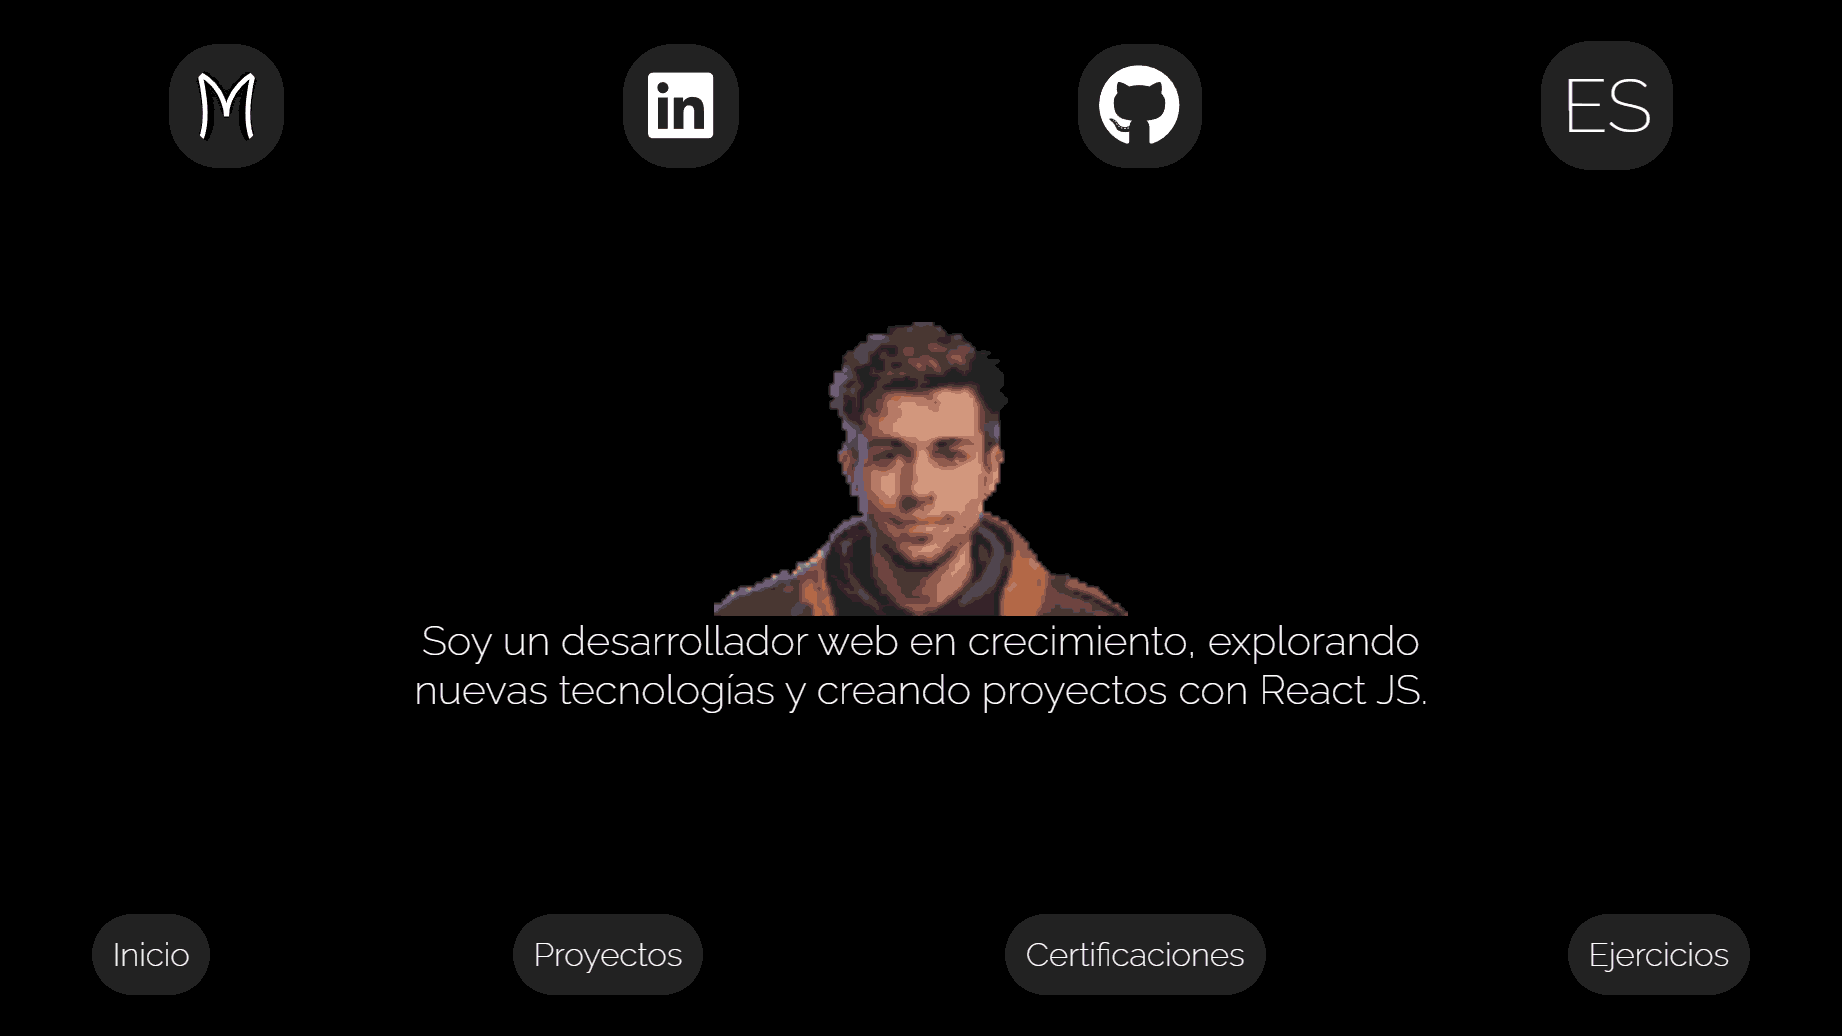 M
in
ES
Soy un desarrollador web en crecimiento, explorando
nuevas tecnologías y creando proyectos con React JS.
Inicio
Proyectos
Certificaciones
Ejercicios